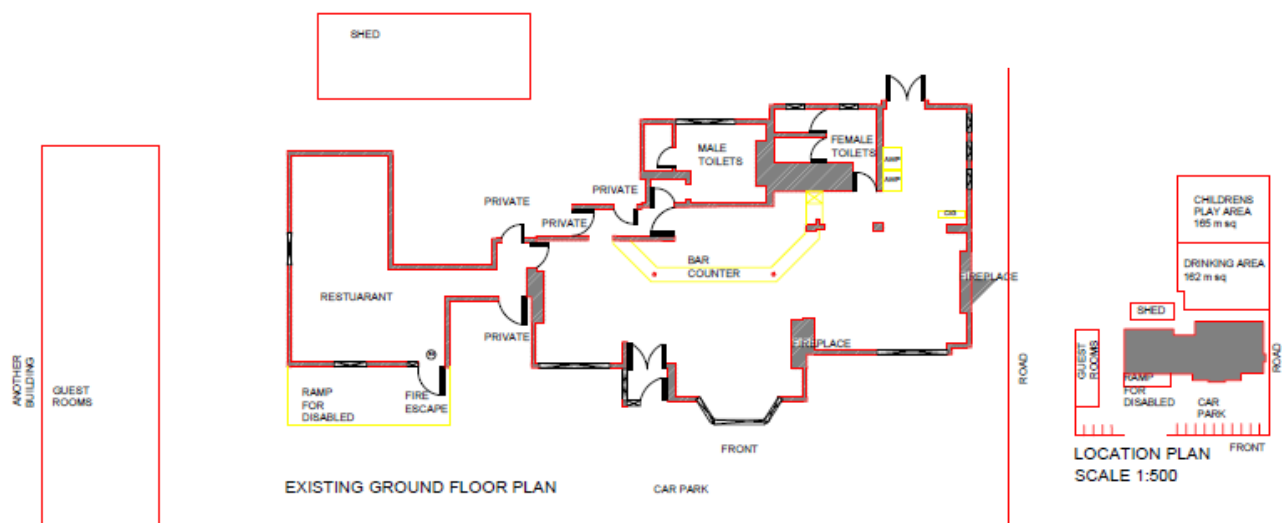 SHED
MALE
TOILETS
FEMALE
TOILETS
AMP
AMP
PRIVATE
PRIVATE
PRIVATE
CIG
BAR
COUNTER
FIREPLACE
RESTUARANT
PRIVATE
FIREPLACE
ANOTHER
BUILDING
GUEST
ROOMS
RAMP
FOR
DISABLED
FIRE
ESCAPE
ROAD
FRONT
EXISTING GROUND FLOOR PLAN
CAR PARK
CHILDRENS
PLAY AREA
165 m sq
DRINKING AREA
162 m sq
SHED
GUEST
ROOMS
ROAD
RAMP
FOR
DISABLED
CAR
PARK
FRONT
LOCATION PLAN
SCALE 1:500